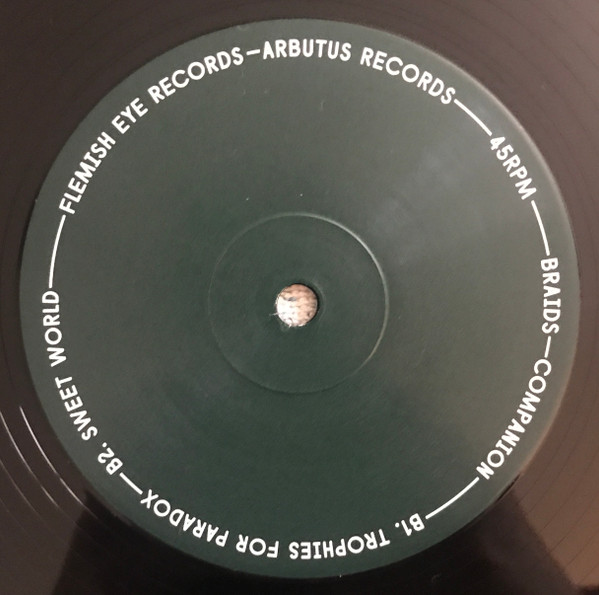 FLEMISH EYE RECORDS—ARBUTUS RECORDS—45RPM—BRAIDS—COMPANION—B1. TROPHIES FOR PARADOX—B2. SWEET WORLD—